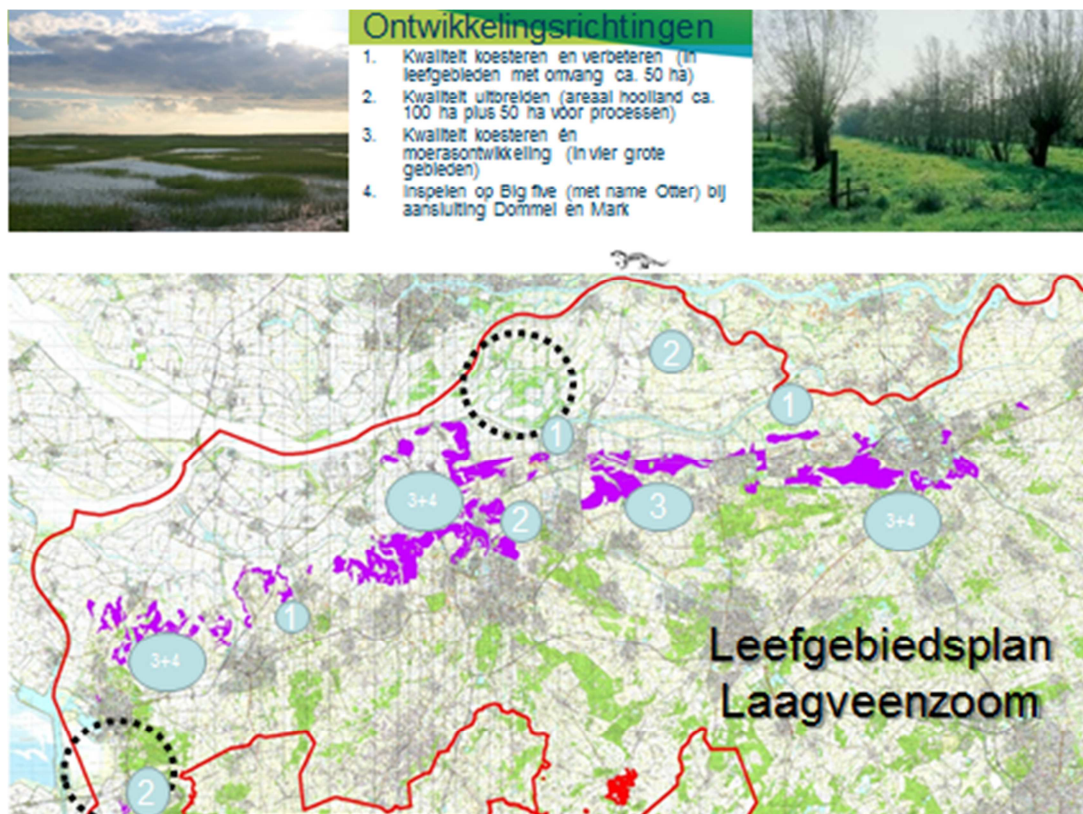 Ontwikkelingsrichtingen
1. Kwaliteit koesteren en verbeteren (in
leefgebieden met omvang ca. 50 ha)
2. Kwaliteit uitbreiden (areaal hooiland ca.
100 ha plus 50 ha voor processen)
3. Kwaliteit koesteren én
moerasontwikkeling (in vier grote
gebieden)
4. Inspelen op Big five (met name Otter) bij
aansluiting Dommel en Mark
2
1
1
3+4
2
3
3+4
1
3+4
Leefgebiedsplan
Laagveenzoom
2